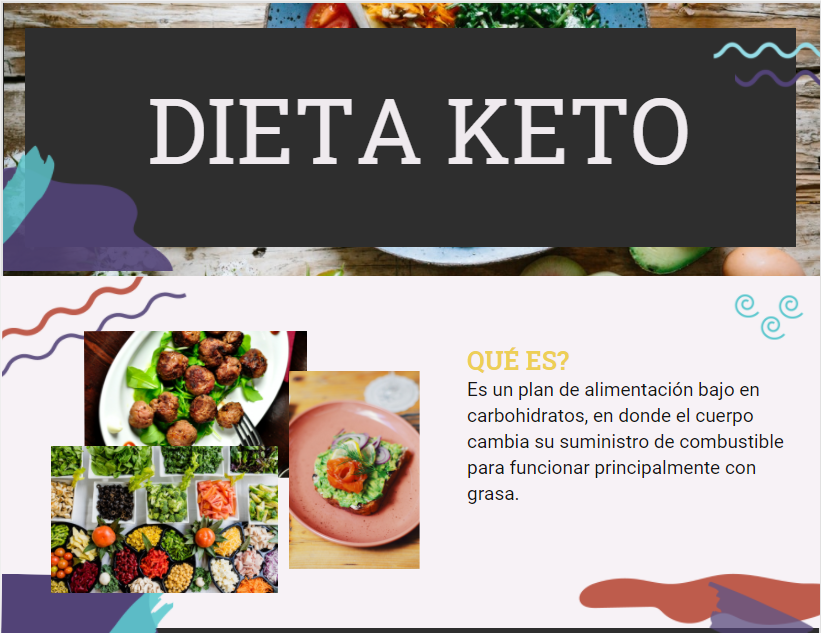 DIETA KETO
QUÉ ES?
Es un plan de alimentación bajo en
carbohidratos, en donde el cuerpo
cambia su suministro de combustible
para funcionar principalmente con
grasa.